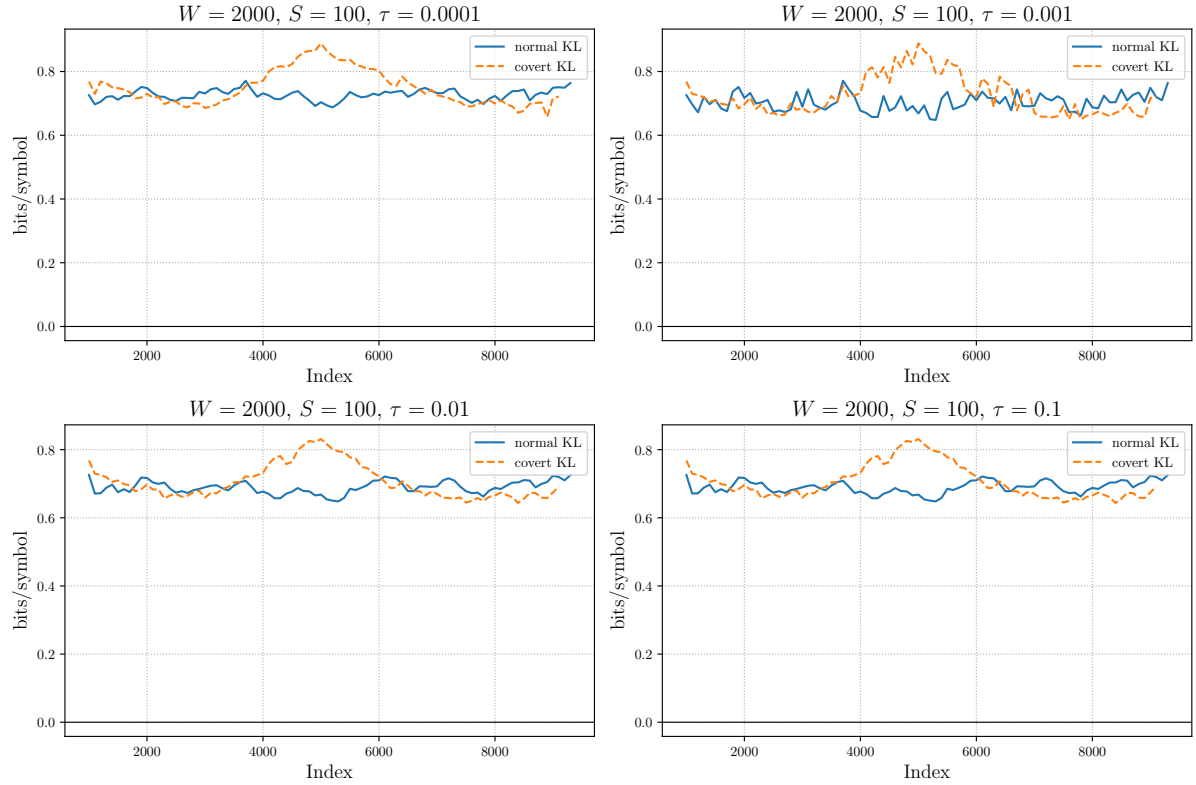 W = 2000, S = 100, τ = 0.0001
bits/symbol
0.8
0.6
0.4
0.2
0.0
normal KL
covert KL
2000 4000 6000 8000
Index
W = 2000, S = 100, τ = 0.001
bits/symbol
0.8
0.6
0.4
0.2
0.0
normal KL
covert KL
2000 4000 6000 8000
Index
W = 2000, S = 100, τ = 0.01
bits/symbol
0.8
0.6
0.4
0.2
0.0
normal KL
covert KL
2000 4000 6000 8000
Index
W = 2000, S = 100, τ = 0.1
bits/symbol
0.8
0.6
0.4
0.2
0.0
normal KL
covert KL
2000 4000 6000 8000
Index